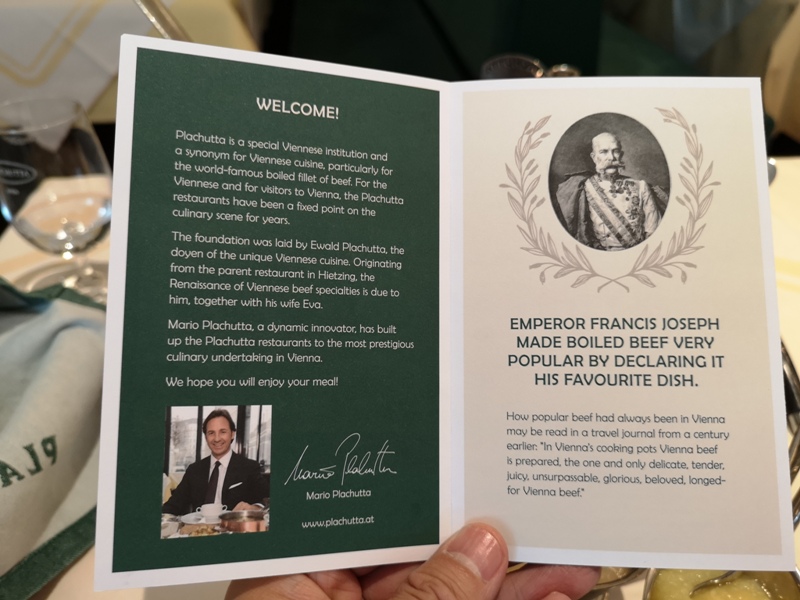 WELCOME!
Plachutta is a special Viennese institution and
a synonym for Viennese cuisine, particularly for
the world-famous boiled fillet of beef. For the
Viennese and for visitors to Vienna, the Plachutta
restaurants have been a fixed point on the
culinary scene for years.
The foundation was laid by Ewald Plachutta, the
doyen of the unique Viennese cuisine. Originating
from the parent restaurant in Hietzing, the
Renaissance of Viennese beef specialties is due to
him, together with his wife Eva.
Mario Plachutta, a dynamic innovator, has built
up the Plachutta restaurants to the most prestigious
culinary undertaking in Vienna.
We hope you will enjoy your meal!
Mario Plachutta
Mario Plachutta
www.plachutta.at
EMPEROR FRANCIS JOSEPH
MADE BOILED BEEF VERY
POPULAR BY DECLARING IT
HIS FAVOURITE DISH.
How popular beef had always been in Vienna
may be read in a travel journal from a century
earlier: "In Vienna's cooking pots Vienna beef
is prepared, the one and only delicate, tender,
juicy, unsurpassable, glorious, beloved, longed-
for Vienna beef."
PLA